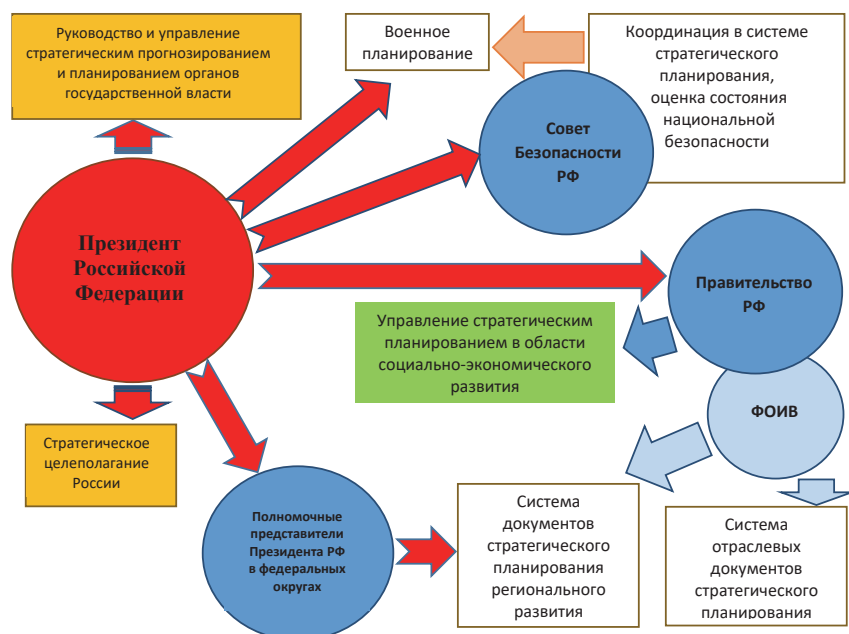 Руководство и управление
стратегическим прогнозированием
и планированием органов
государственной власти
Военное
планирование
Координация в системе
стратегического
планирования,
оценка состояния
национальной
безопасности
Совет
Безопасности
РФ
Президент
Российской
Федерации
Правительство
РФ
Управление стратегическим
планированием в области
социально-экономического
развития
ФОИВ
Стратегическое
целеполагание
России
Полномочные
представители
Президента РФ
в федеральных
округах
Система
документов
стратегического
планирования
регионального
развития
Система
отраслевых
документов
стратегического
планирования